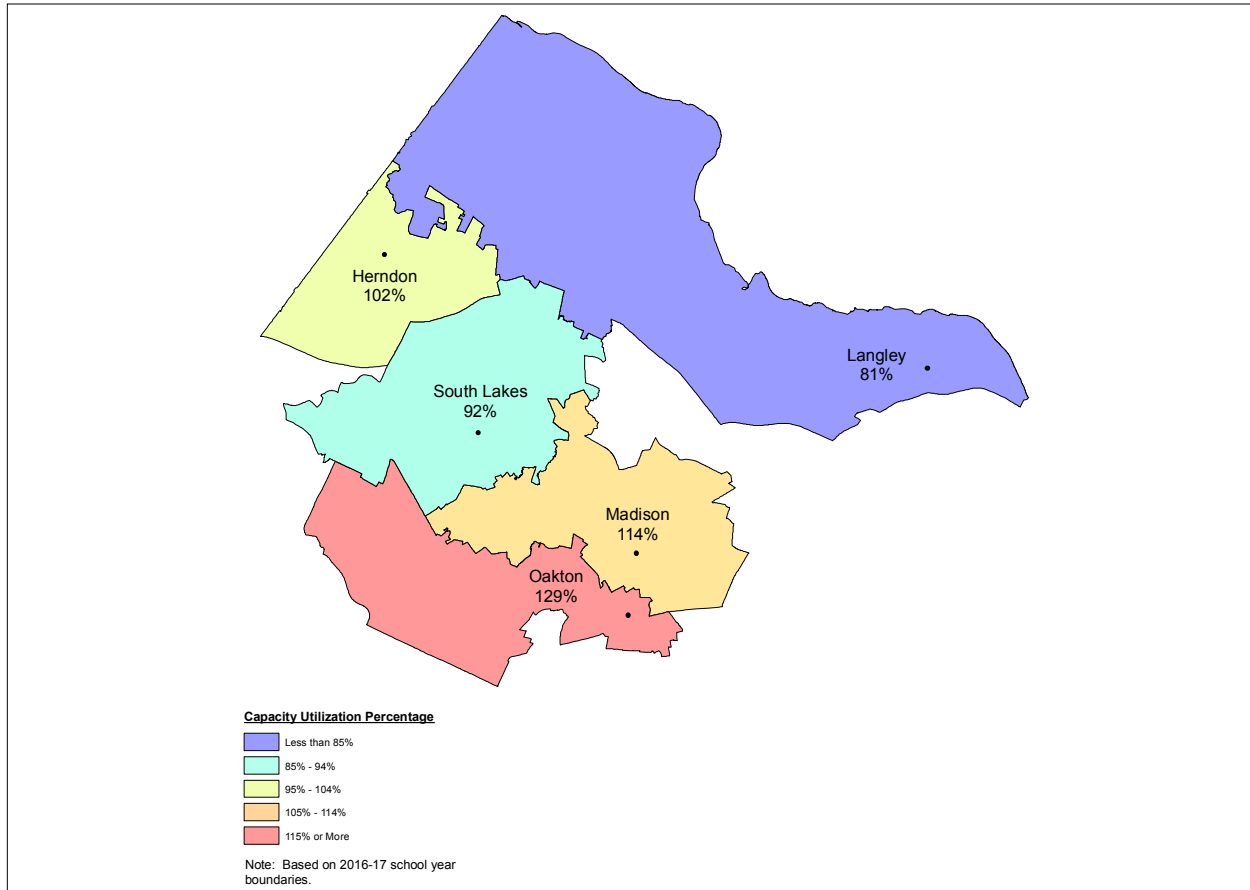 Herndon
102%
Langley
81%
South Lakes
92%
Madison
114%
Oakton
129%
Capacity Utilization Percentage
Less than 85%
85% - 94%
95% - 104%
105% - 114%
115% or More
Note: Based on 2016-17 school year
boundaries.